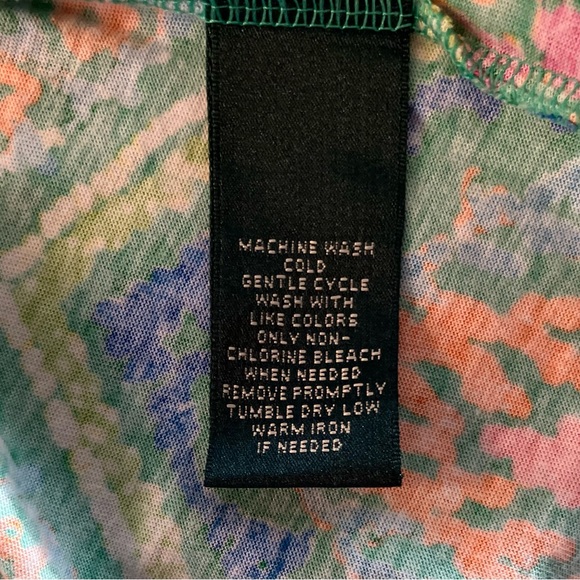 MACHINE WASH
COLD
GENTLE CYCLE
WASH WITH
LIKE COLORS
ONLY NON-
CHLORINE BLEACH
WHEN NEEDED
REMOVE PROMPTLY
TUMBLE DRY LOW
WARM IRON
IF NEEDED